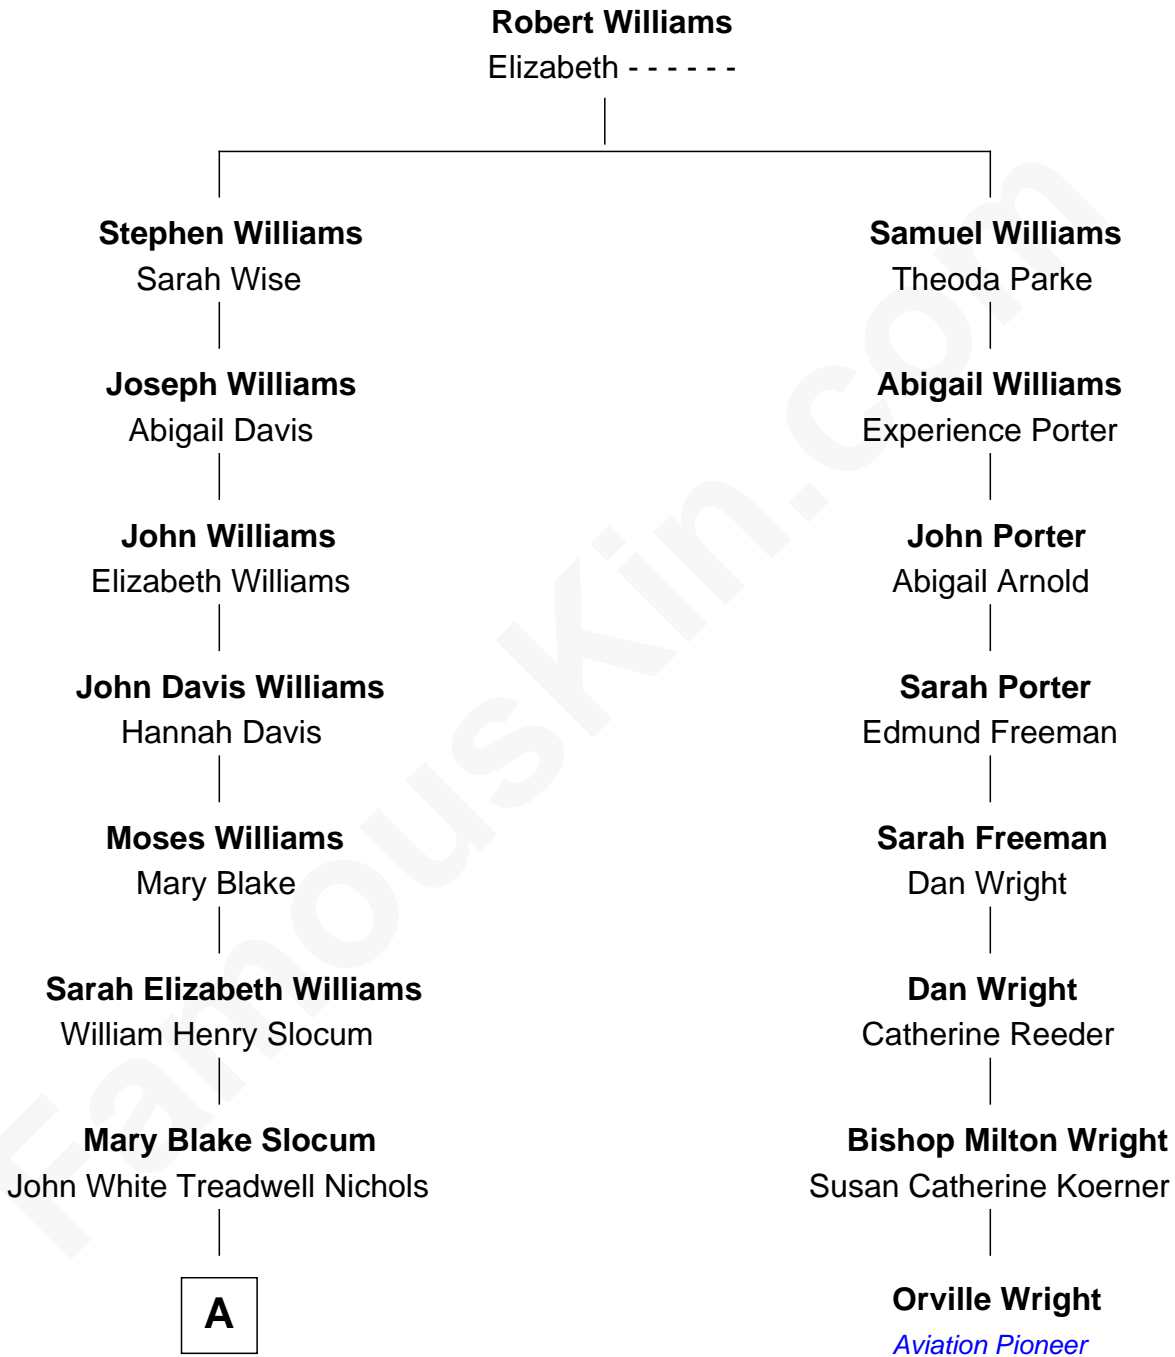 Robert Williams
Elizabeth - - - - - -
Stephen Williams
Sarah Wise
Joseph Williams
Abigail Davis
John Williams
Elizabeth Williams
John Davis Williams
Hannah Davis
Moses Williams
Mary Blake
Sarah Elizabeth Williams
William Henry Slocum
Mary Blake Slocum
John White Treadwell Nichols
A
Samuel Williams
Theoda Parke
Abigail Williams
Experience Porter
John Porter
Abigail Arnold
Sarah Porter
Edmund Freeman
Sarah Freeman
Dan Wright
Dan Wright
Catherine Reeder
Bishop Milton Wright
Susan Catherine Koerner
Orville Wright
Aviation Pioneer
FamousKin.com